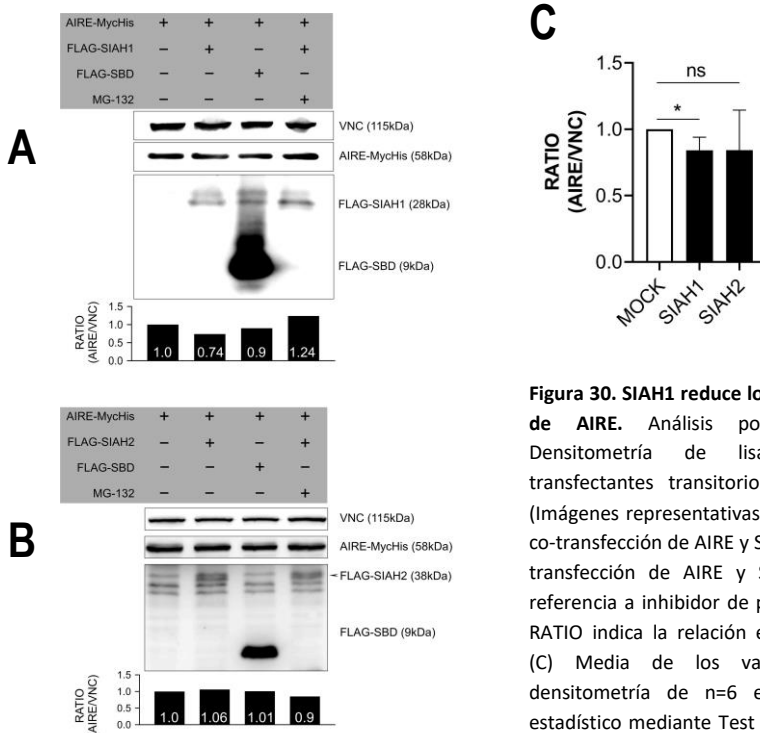 A
AIRE-MycHis + + + +
FLAG-SIAH1 – + – +
FLAG-SBD – – + –
MG-132 – – – +
VNC (115kDa)
AIRE-MycHis (58kDa)
FLAG-SIAH1 (28kDa)
FLAG-SBD (9kDa)
RATIO
(AIRE/VNC)
1.5
1.0
0.5
0.0
1.0 0.74 0.9 1.24
B
AIRE-MycHis + + + +
FLAG-SIAH2 – + – +
FLAG-SBD – – + –
MG-132 – – – +
VNC (115kDa)
AIRE-MycHis (58kDa)
FLAG-SIAH2 (38kDa)
FLAG-SBD (9kDa)
RATIO
AIRE/VNC)
1.5
1.0
0.5
0.0
1.0 1.06 1.01 0.9
C
RATIO
(AIRE/VNC)
1.5
1.0
0.5
0.0
ns
*
MOCK SIAH1 SIAH2
Figura 30. SIAH1 reduce lo
de AIRE. Análisis po
Densitometría de lisa
transfectantes transitorio
(Imágenes representativas
co-transfección de AIRE y S
transfección de AIRE y S
referencia a inhibidor de p
RATIO indica la relación e
(C) Media de los va
densitometría de n=6 e
estadístico mediante Test